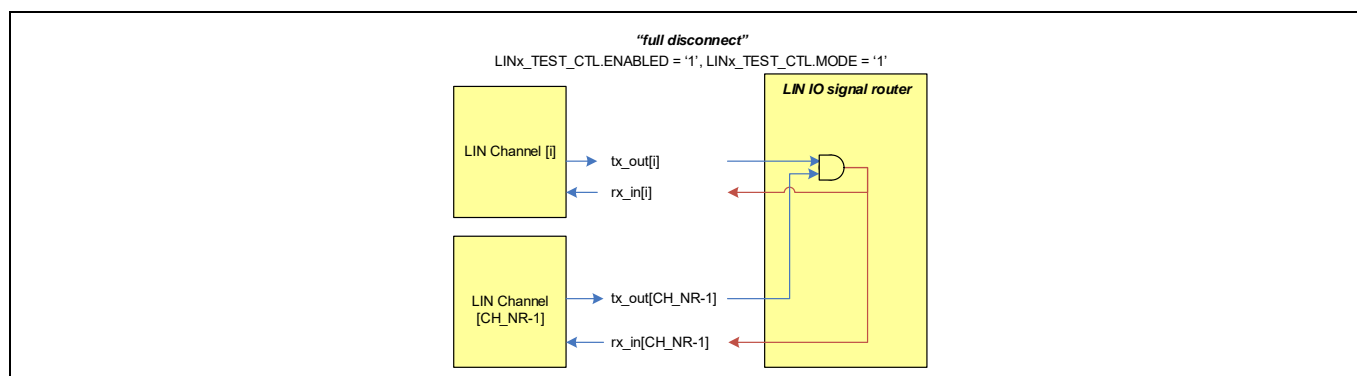 “full disconnect”
LINx_TEST_CTL.ENABLED = ‘1’, LINx_TEST_CTL.MODE = ‘1’
LIN IO signal router
LIN Channel [i]
tx_out[i]
rx_in[i]
LIN Channel
[CH_NR-1]
tx_out[CH_NR-1]
rx_in[CH_NR-1]